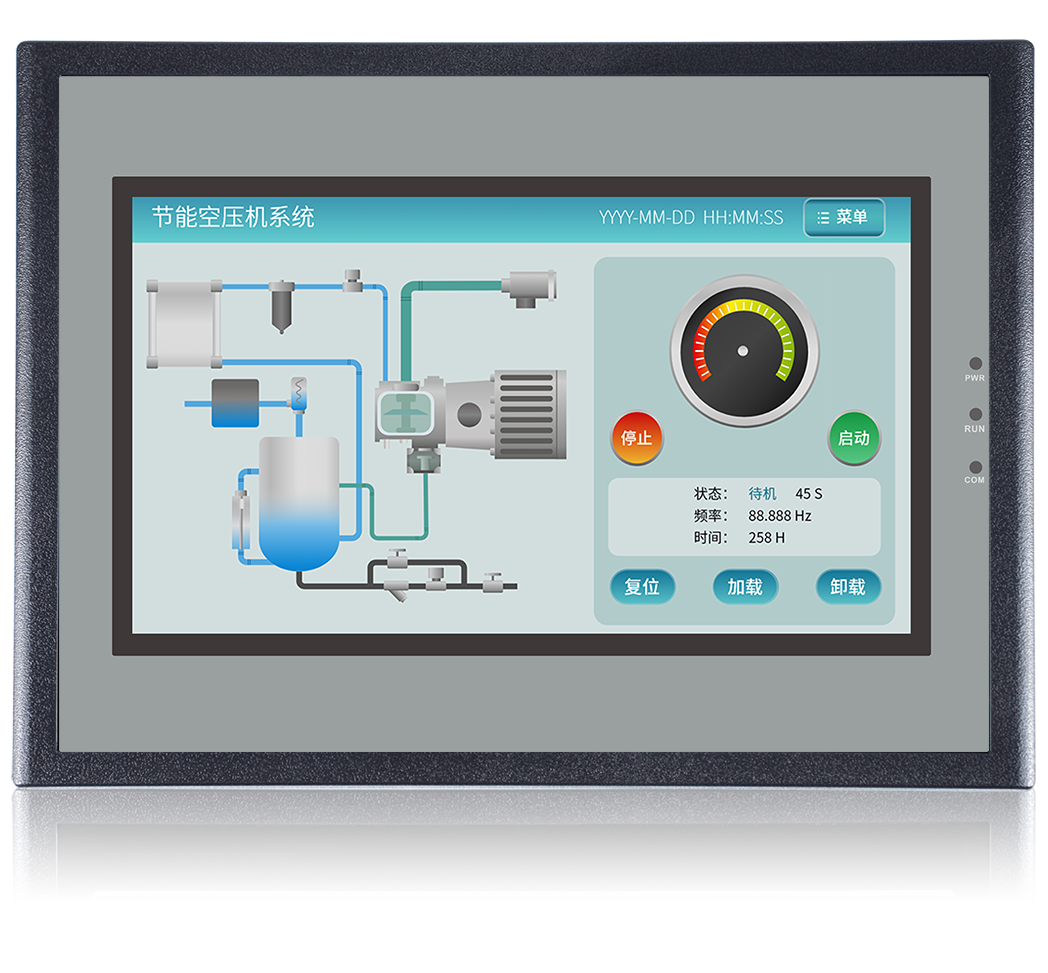 节能空压机系统
YYYY-MM-DD HH:MM:SS
菜单
停止
启动
状态： 待机 45 S
频率： 88.888 Hz
时间： 258 H
复位 加载 卸载
PWR
RUN
COM